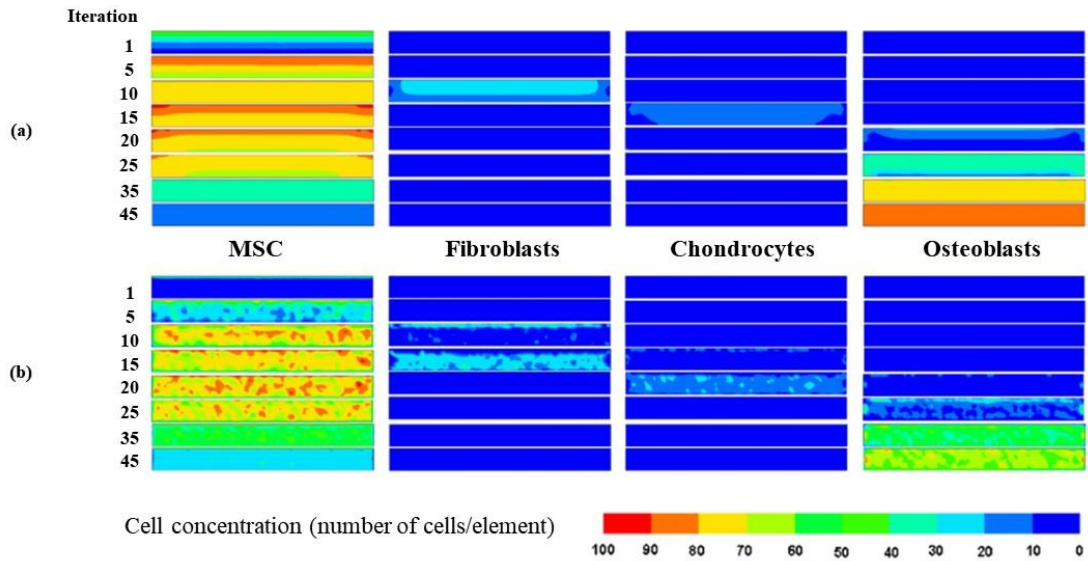 Iteration
1
5
10
(a) 15
20
25
35
45
MSC Fibroblasts Chondrocytes Osteoblasts
1
5
10
(b) 15
20
25
35
45
Cell concentration (number of cells/element)
100 90 80 70 60 50 40 30 20 10 0